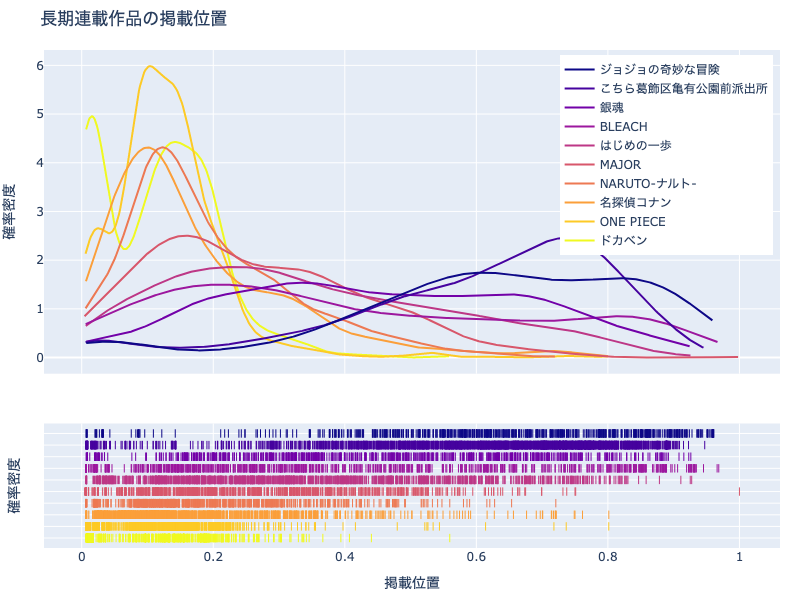 長期連載作品の掲載位置
6
5
4
3
2
1
0
確率密度
ジョジョの奇妙な冒険
こちら葛飾区亀有公園前派出所
銀魂
BLEACH
はじめの一歩
MAJOR
NARUTO-ナルト-
名探偵コナン
ONE PIECE
ドカベン
確率密度
0
0.2
0.4
0.6
0.8
1
掲載位置